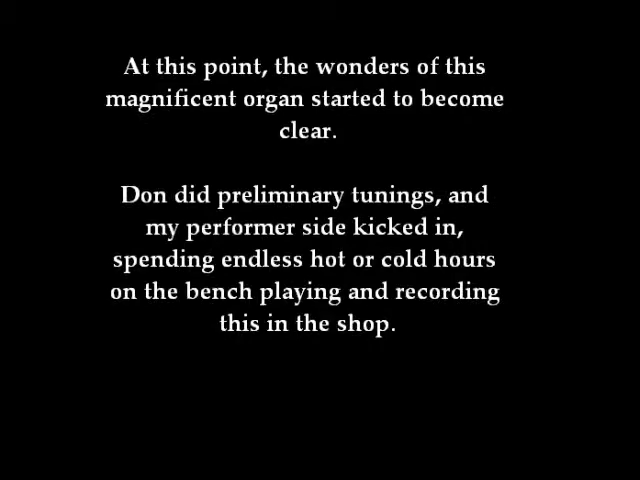 At this point, the wonders of this
magnificent organ started to become
clear.
Don did preliminary tunings, and
my performer side kicked in,
spending endless hot or cold hours
on the bench playing and recording
this in the shop.